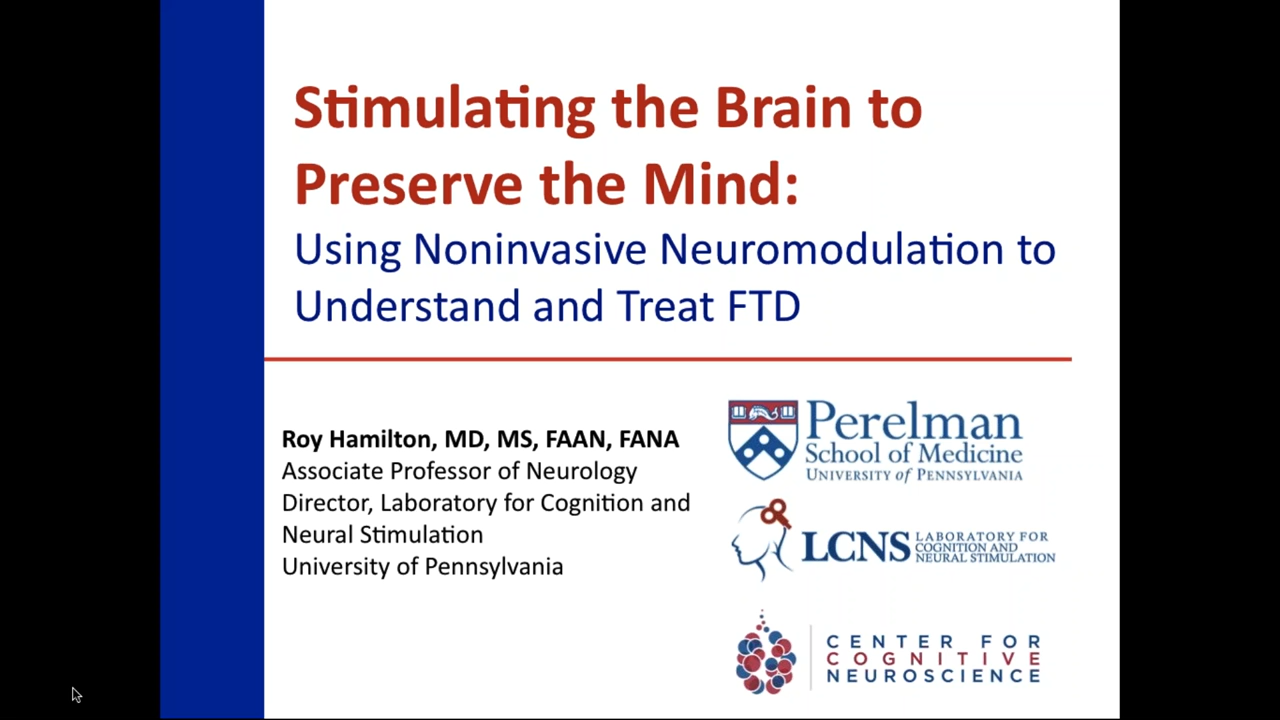 Stimulating the Brain to
Preserve the Mind:
Using Noninvasive Neuromodulation to
Understand and Treat FTD
Roy Hamilton, MD, MS, FAAN, FANA
Associate Professor of Neurology
Director, Laboratory for Cognition and
Neural Stimulation
University of Pennsylvania
Perelman
School of Medicine
UNIVERSITY of PENNSYLVANIA
LCNS
LABORATORY FOR
COGNITION AND
NEURAL STIMULATION
CENTER FOR
COGNITIVE
NEUROSCIENCE